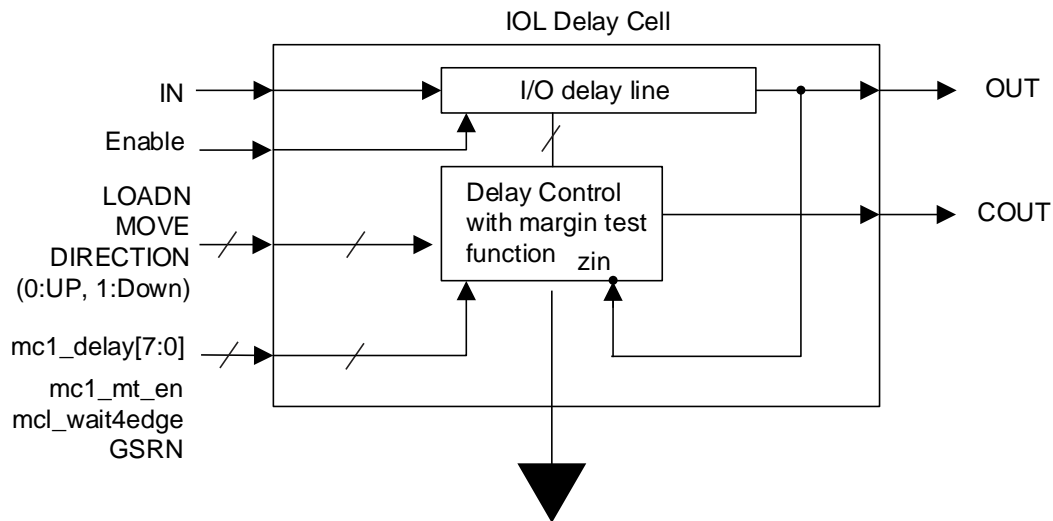 IOL Delay Cell
IN
I/O delay line
OUT
Enable
LOADN
MOVE
DIRECTION
(0:UP, 1:Down)
Delay Control
with margin test
function
zin
COUT
mc1_delay[7:0]
mc1_mt_en
mcl_wait4edge
GSRN